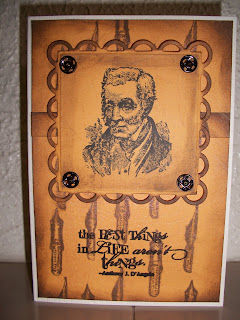 the BEST THINGS
in LIFE aren't
things.
~Anthony J. D'Angelo